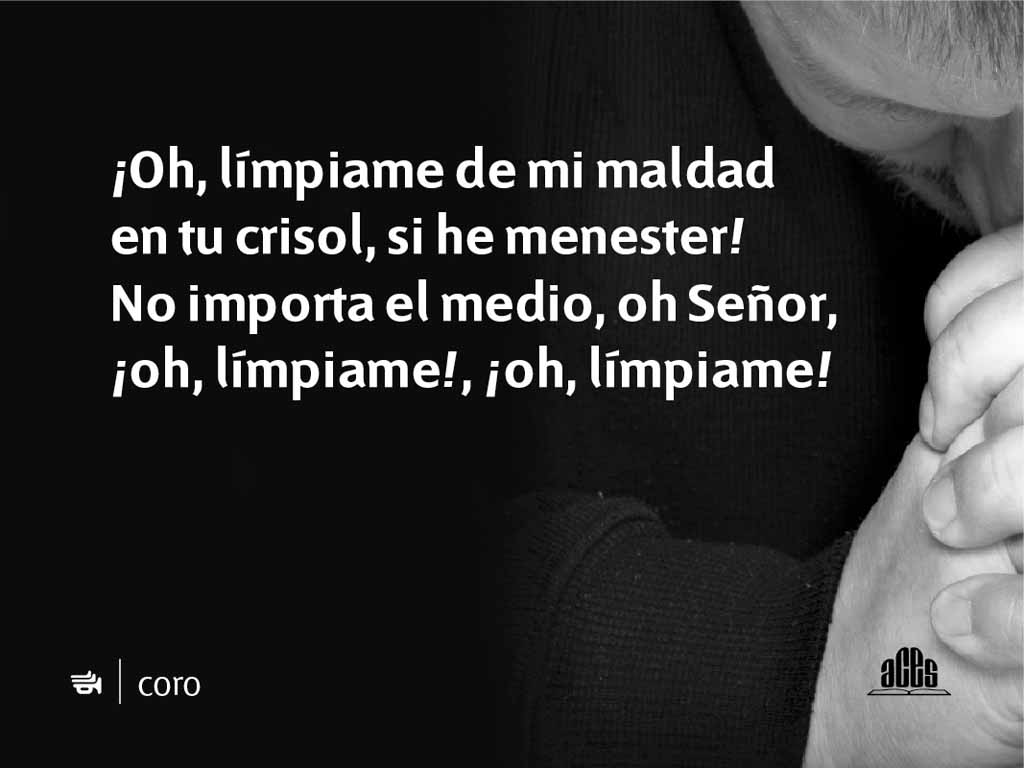 ¡Oh, límpiame de mi maldad
en tu crisol, si he menester!
No importa el medio, oh Señor,
¡oh, límpiame!, ¡oh, límpiame!
coro
aces